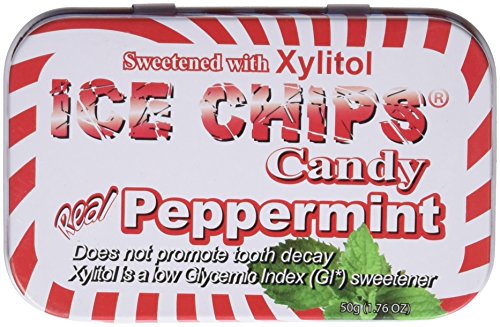 Sweetened with Xylitol
ICE CHIPS®
Candy
Real Peppermint
Does not promote tooth decay
Xylitol is a low Glycemic Index (GI*) sweetener
50g (1.76 OZ)